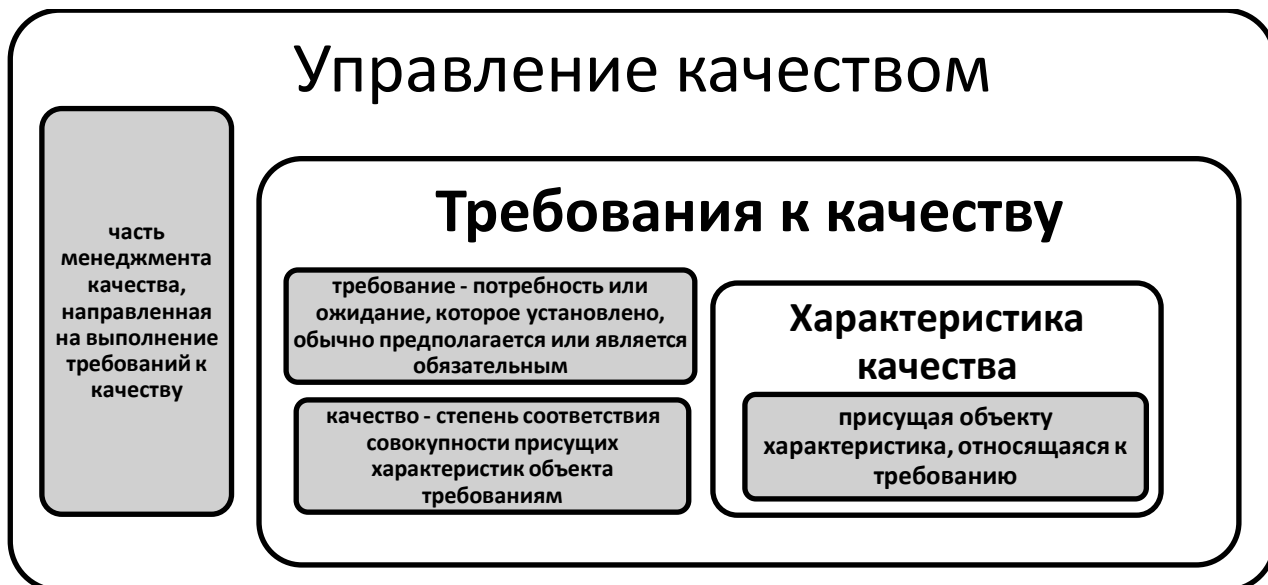 Управление качеством
часть
менеджмента
качества,
направленная
на выполнение
требований к
качеству
Требования к качеству
требование - потребность или
ожидание, которое установлено,
обычно предполагается или является
обязательным
качество - степень соответствия
совокупности присущих
характеристик объекта
требованиям
Характеристика
качества
присущая объекту
характеристика, относящаяся к
требованию